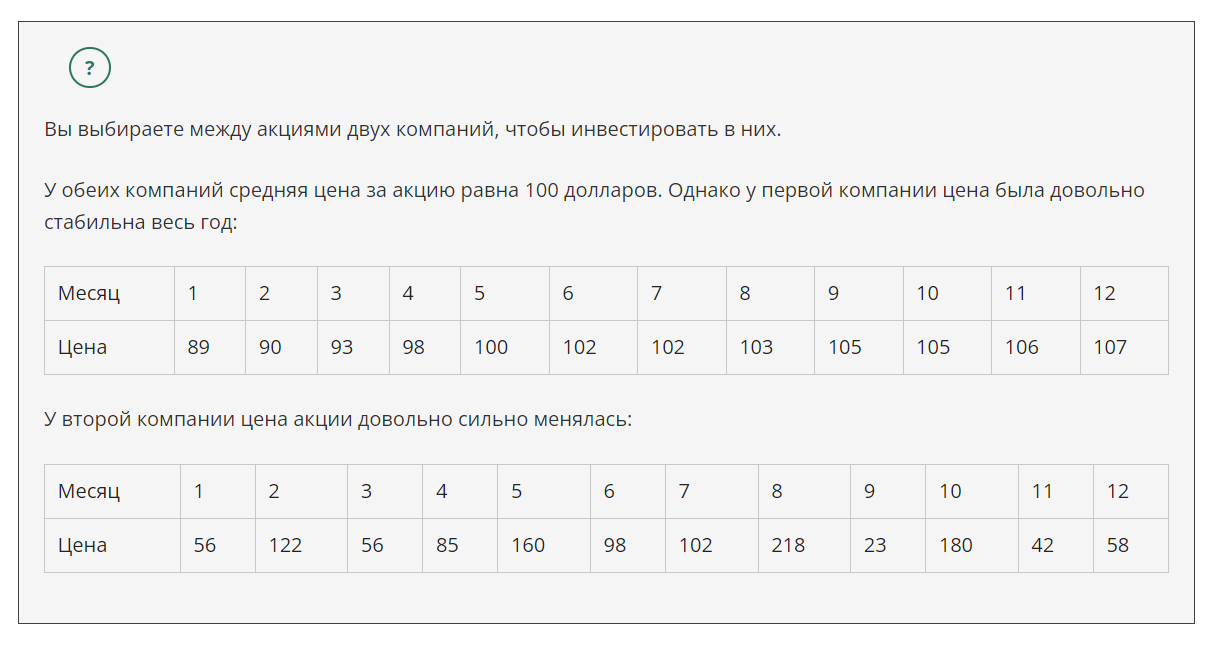 ?
Вы выбираете между акциями двух компаний, чтобы инвестировать в них.
У обеих компаний средняя цена за акцию равна 100 долларов. Однако у первой компании цена была довольно
стабильна весь год:
Месяц 1 2 3 4 5 6 7 8 9 10 11 12
Цена 89 90 93 98 100 102 102 103 105 105 106 107
У второй компании цена акции довольно сильно менялась:
Месяц 1 2 3 4 5 6 7 8 9 10 11 12
Цена 56 122 56 85 160 98 102 218 23 180 42 58